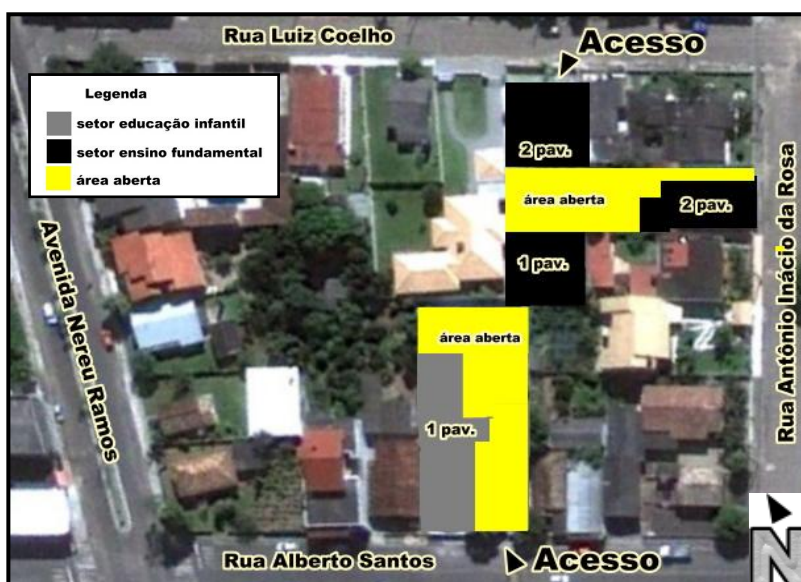 Rua Luiz Coelho
Acesso
Legenda
setor educação infantil
setor ensino fundamental
área aberta
2 pav.
área aberta
2 pav.
1 pav.
Avenida Nereu Ramos
Rua Antônio Inácio da Rosa
área aberta
1 pav.
Rua Alberto Santos
Acesso
N